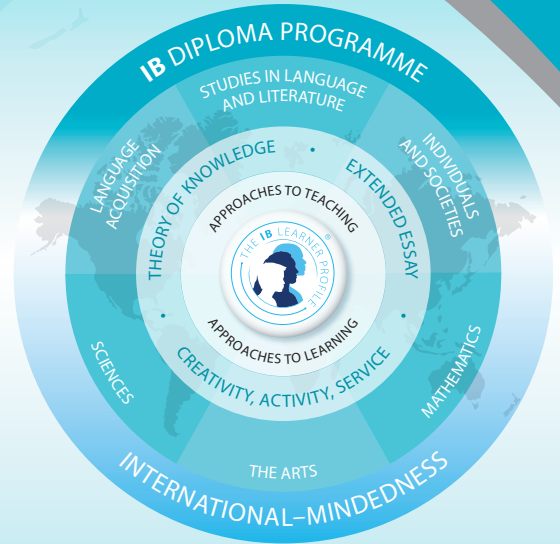 IB DIPLOMA PROGRAMME
STUDIES IN LANGUAGE
AND LITERATURE
LANGUAGE
ACQUISITION
INDIVIDUALS
AND SOCIETIES
THEORY OF KNOWLEDGE
•
EXTENDED ESSAY
APPROACHES TO TEACHING
THE IB LEARNER PROFILE
®
APPROACHES TO LEARNING
•
•
CREATIVITY, ACTIVITY, SERVICE
SCIENCES
MATHEMATICS
THE ARTS
INTERNATIONAL–MINDEDNESS